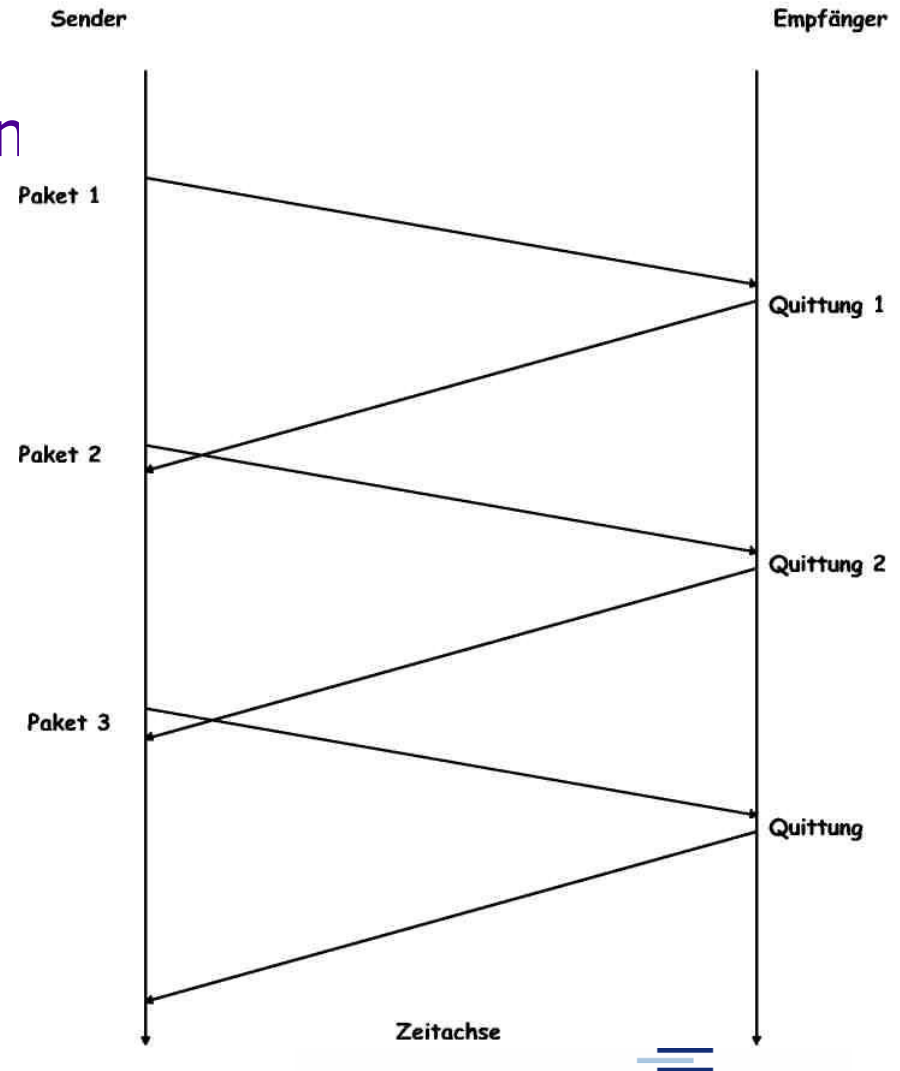 Sender
Empfänger
Paket 1
Quittung 1
Paket 2
Quittung 2
Paket 3
Quittung
Zeitachse